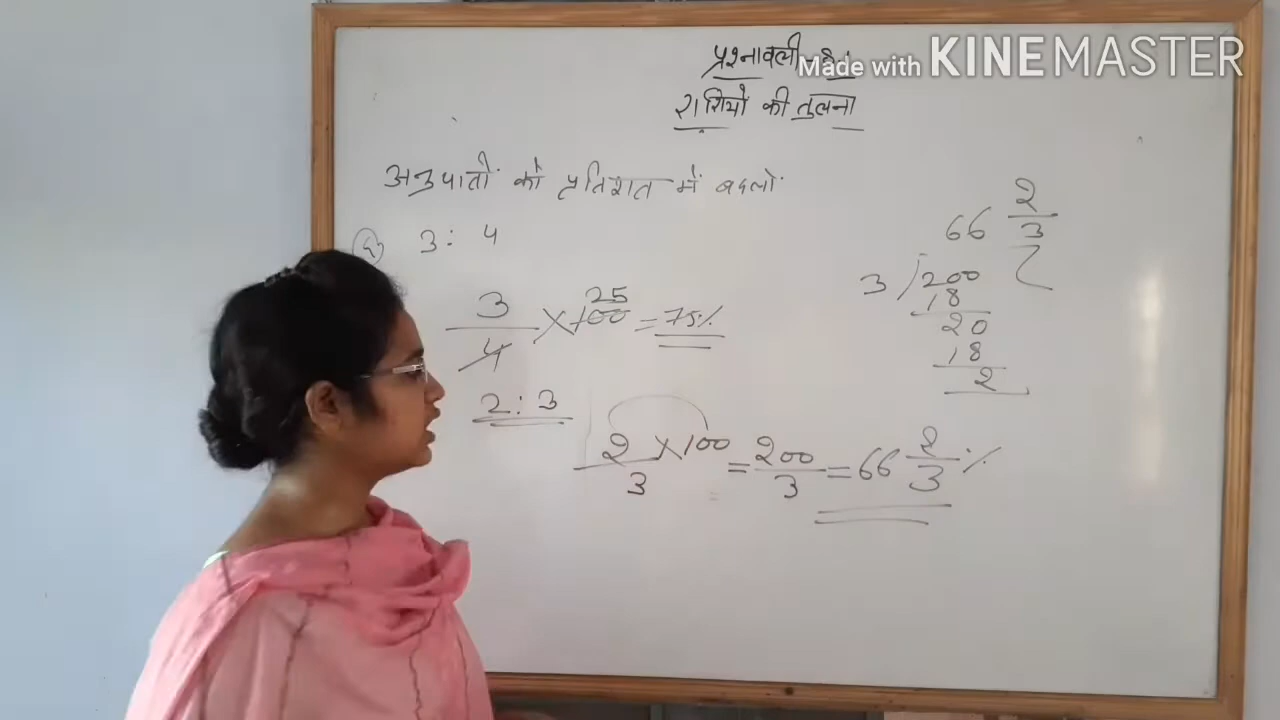 प्रश्नावली
Made with KINEMASTER
राशियो की तुलना
अनुपातों को प्रतिशत में बदलो
3 : 4
3/4 × 100 25 = 75%
2 : 3
2/3 × 100 = 200/3 = 66 2/3 %
66 2/3
3 ) 200
18
20
18
2